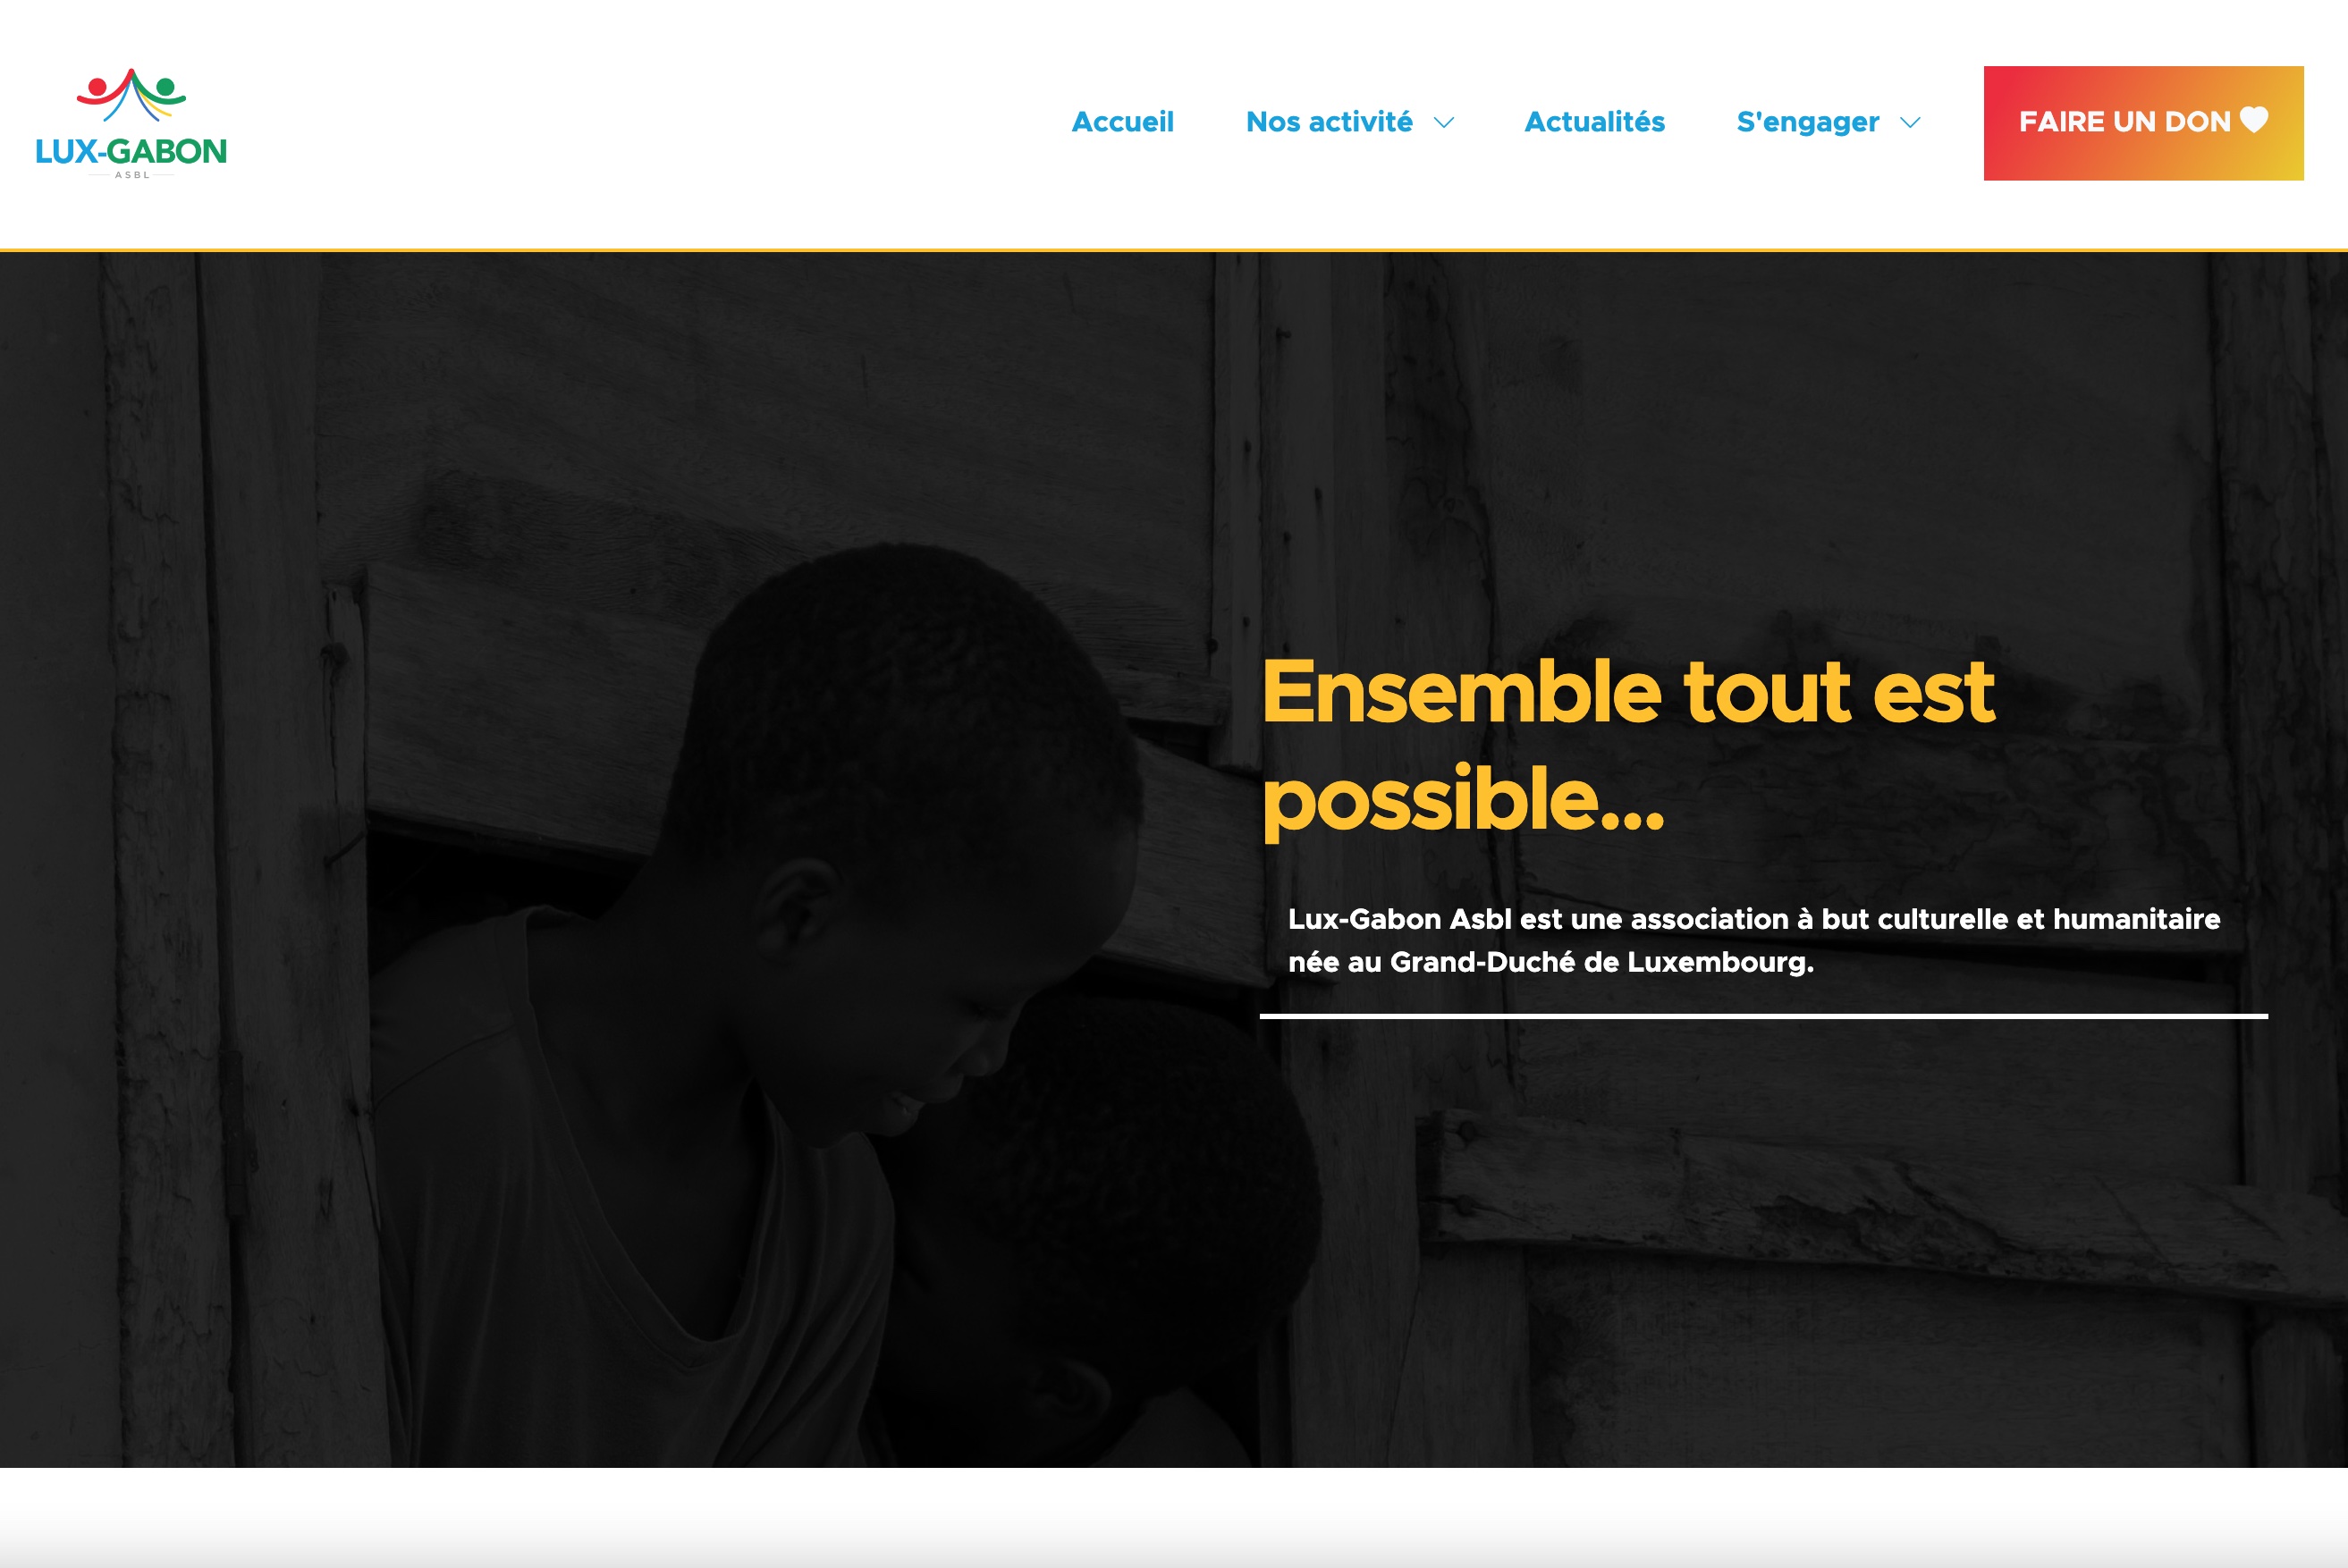 LUX-GABON
ASBL
Accueil
Nos activité
Actualités
S'engager
FAIRE UN DON
Ensemble tout est
possible...
Lux-Gabon Asbl est une association à but culturelle et humanitaire
née au Grand-Duché de Luxembourg.